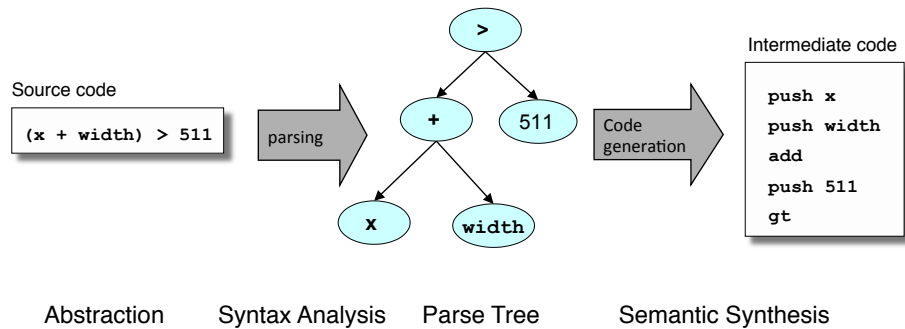 Source code
(x + width) > 511
parsing
>
+
511
x
width
Code
generation
Intermediate code
push x
push width
add
push 511
gt
Abstraction
Syntax Analysis
Parse Tree
Semantic Synthesis